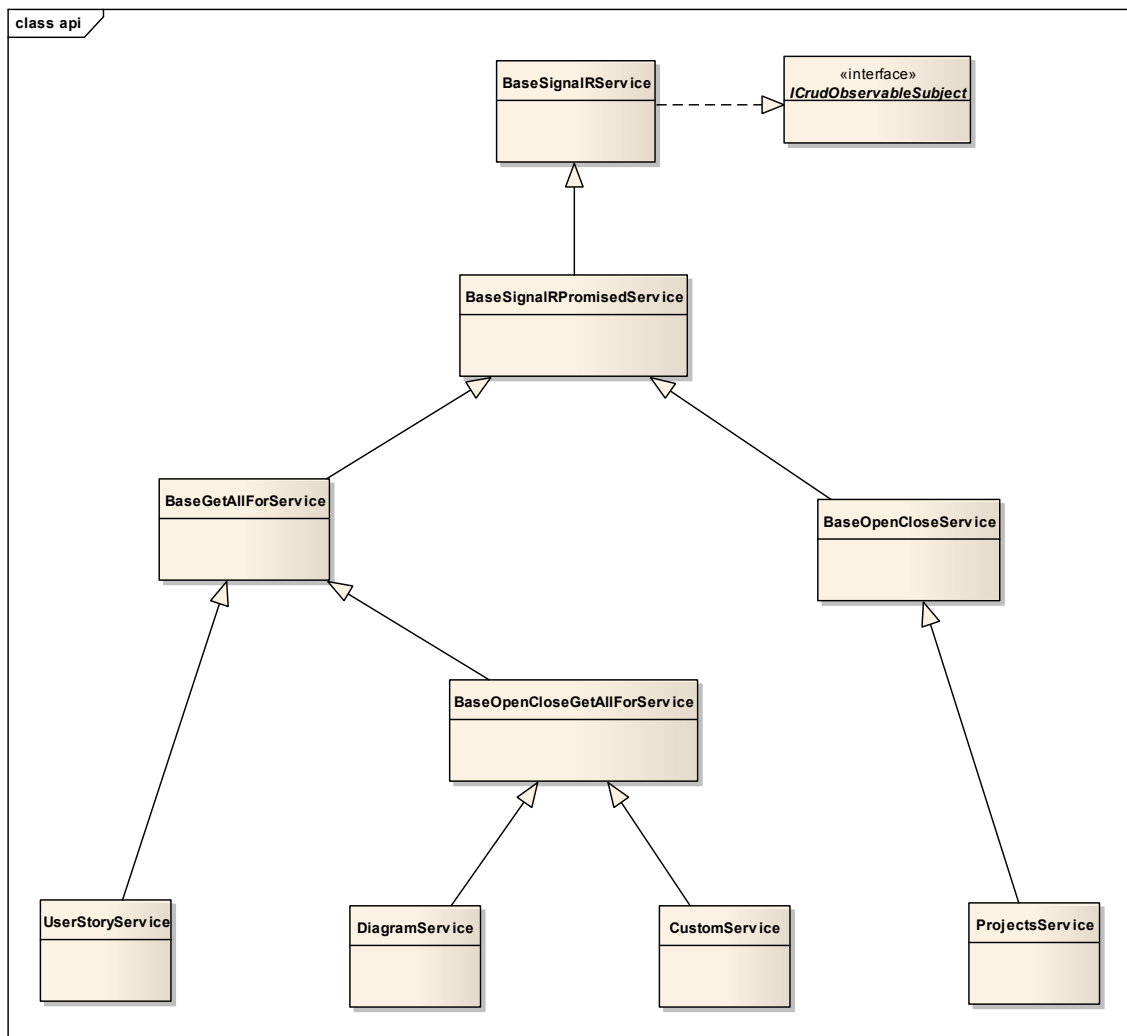 class api
BaseSignalRService
«interface»
ICrudObservableSubject
BaseSignalRPromisedService
BaseGetAllForService
BaseOpenCloseService
BaseOpenCloseGetAllForService
UserStoryService
DiagramService
CustomService
ProjectsService